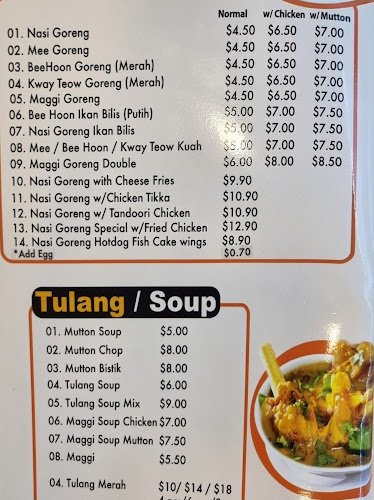 Normal w/Chicken w/Mutton
01. Nasi Goreng $4.50 $6.50 $7.00
02. Mee Goreng $4.50 $6.50 $7.00
03. BeeHoon Goreng (Merah) $4.50 $6.50 $7.00
04. Kway Teow Goreng (Merah) $4.50 $6.50 $7.00
05. Maggi Goreng $4.50 $6.50 $7.00
06. Bee Hoon Ikan Bilis (Putih) $5.00 $7.00 $7.50
07. Nasi Goreng Ikan Bilis $5.00 $7.00 $7.50
08. Mee / Bee Hoon / Kway Teow Kuah $5.00 $7.00 $7.50
09. Maggi Goreng Double $6.00 $8.00 $8.50
10. Nasi Goreng with Cheese Fries $9.90
11. Nasi Goreng w/Chicken Tikka $10.90
12. Nasi Goreng w/ Tandoori Chicken $10.90
13. Nasi Goreng Special w/Fried Chicken $12.90
14. Nasi Goreng Hotdog Fish Cake wings $8.90
*Add Egg $0.70
Tulang / Soup
01. Mutton Soup $5.00
02. Mutton Chop $8.00
03. Mutton Bistik $8.00
04. Tulang Soup $6.00
05. Tulang Soup Mix $9.00
06. Maggi Soup Chicken $7.00
07. Maggi Soup Mutton $7.50
08. Maggi $5.50
04. Tulang Merah $10/ $14 / $18